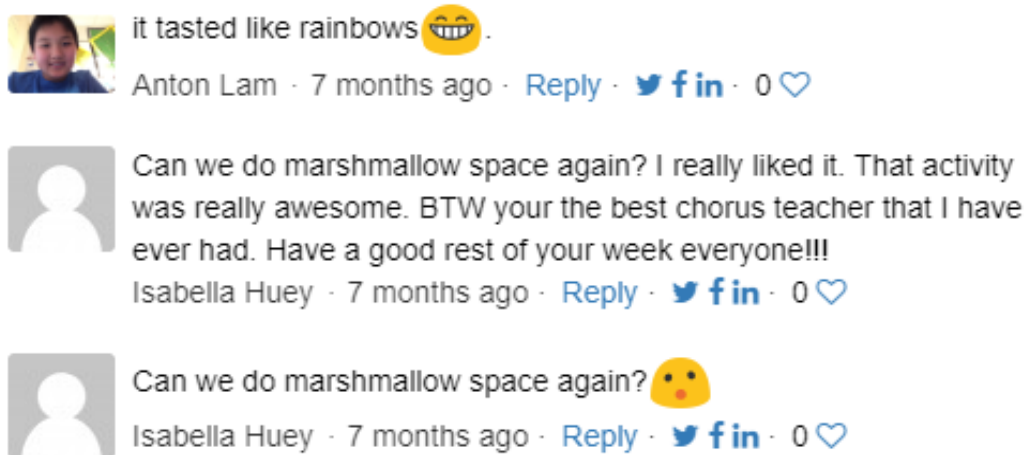 it tasted like rainbows😁.
Anton Lam · 7 months ago · Reply · 0
Can we do marshmallow space again? I really liked it. That activity
was really awesome. BTW your the best chorus teacher that I have
ever had. Have a good rest of your week everyone!!!
Isabella Huey · 7 months ago · Reply · 0
Can we do marshmallow space again?😮
Isabella Huey · 7 months ago · Reply · 0